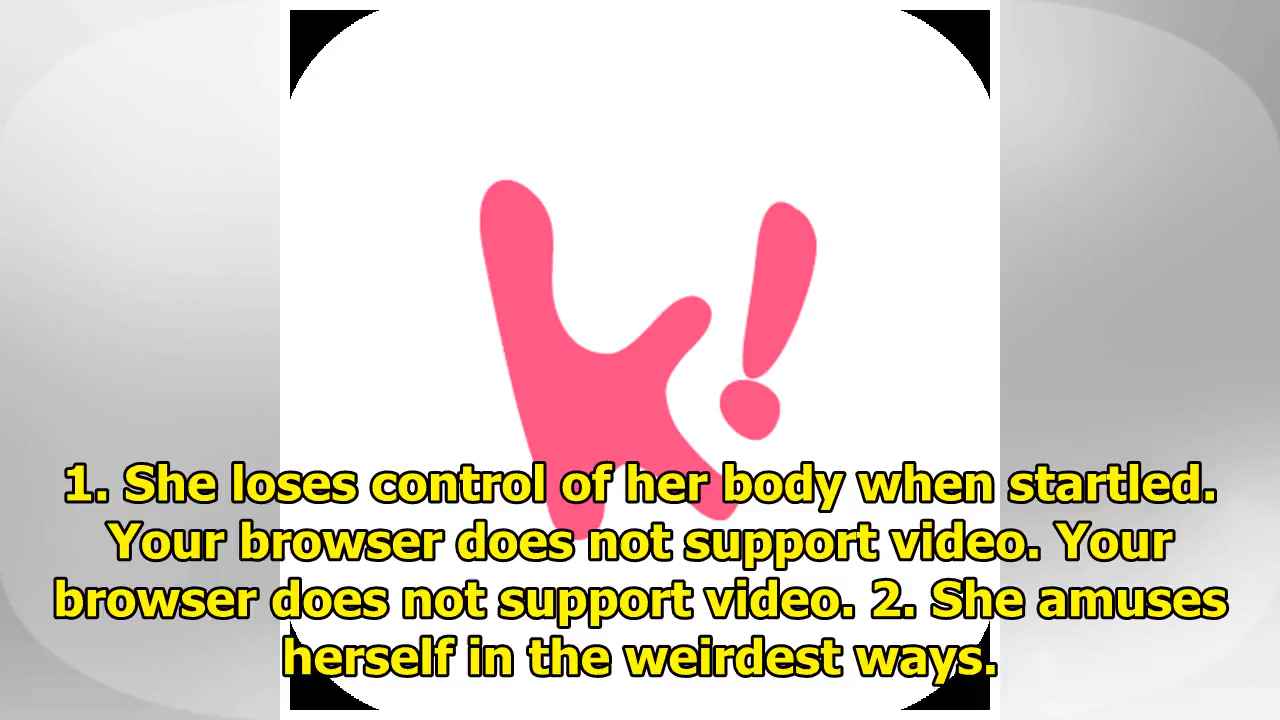 k!
1. She loses control of her body when startled.
Your browser does not support video. Your
browser does not support video. 2. She amuses
herself in the weirdest ways.